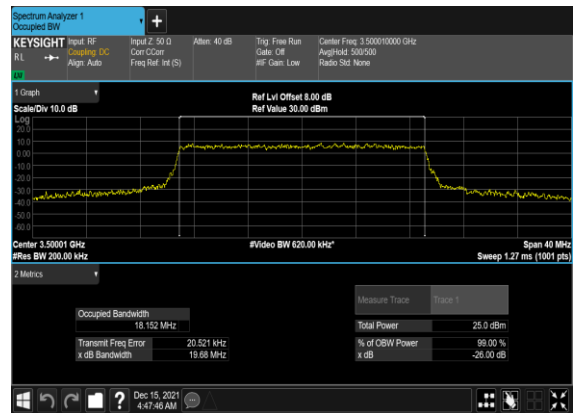 Spectrum Analyzer 1
Occupied BW
+
KEYSIGHT Input: RF Input Z: 50 Ω Atten: 40 dB Trig: Free Run Center Freq: 3.500010000 GHz
RL Coupling: DC Corr CCorr Gate: Off Avg|Hold: 500/500
Align: Auto Freq Ref: Int (S) #IF Gain: Low Radio Std: None
1 Graph
Ref Lvl Offset 8.00 dB
Scale/Div 10.0 dB Ref Value 30.00 dBm
Log
20.0
10.0
0.00
-10.0
-20.0
-30.0
-40.0
-50.0
-60.0
Center 3.50001 GHz #Video BW 620.00 kHz* Span 40 MHz
#Res BW 200.00 kHz Sweep 1.27 ms (1001 pts)
2 Metrics
Measure Trace Trace 1
Occupied Bandwidth
18.152 MHz Total Power 25.0 dBm
Transmit Freq Error 20.521 kHz % of OBW Power 99.00 %
x dB Bandwidth 19.68 MHz x dB -26.00 dB
? Dec 15, 2021
4:47:46 AM